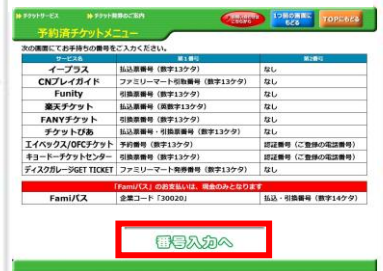 チケットサービス
チケット発券のご案内
1つ前の画面にもどる
TOPにもどる
予約済チケットメニュー
次の画面にてお手持ちの番号をご入力ください。
サービス名 第1番号 第2番号
イープラス 払込票番号（数字13ケタ） なし
CNプレイガイド ファミリーマート引取番号（数字13ケタ） なし
Funity 引換票番号（数字13ケタ） なし
楽天チケット 払込票番号（英数字13ケタ） なし
FANYチケット 引換票番号（数字13ケタ） なし
チケットぴあ 払込票番号・引換票番号（数字13ケタ） なし
エイベックス/OFCチケット 予約番号（数字13ケタ） 認証番号（ご登録の電話番号）
キョードーチケットセンター 引換票番号（数字13ケタ） 認証番号（ご登録の電話番号）
ディスクガレージGET TICKET ファミリーマート発券番号（数字13ケタ） なし
「Famiパス」のお支払いは、現金のみとなります
Famiパス 企業コード「30020」 払込・引換票番号（数字14ケタ）
番号入力へ